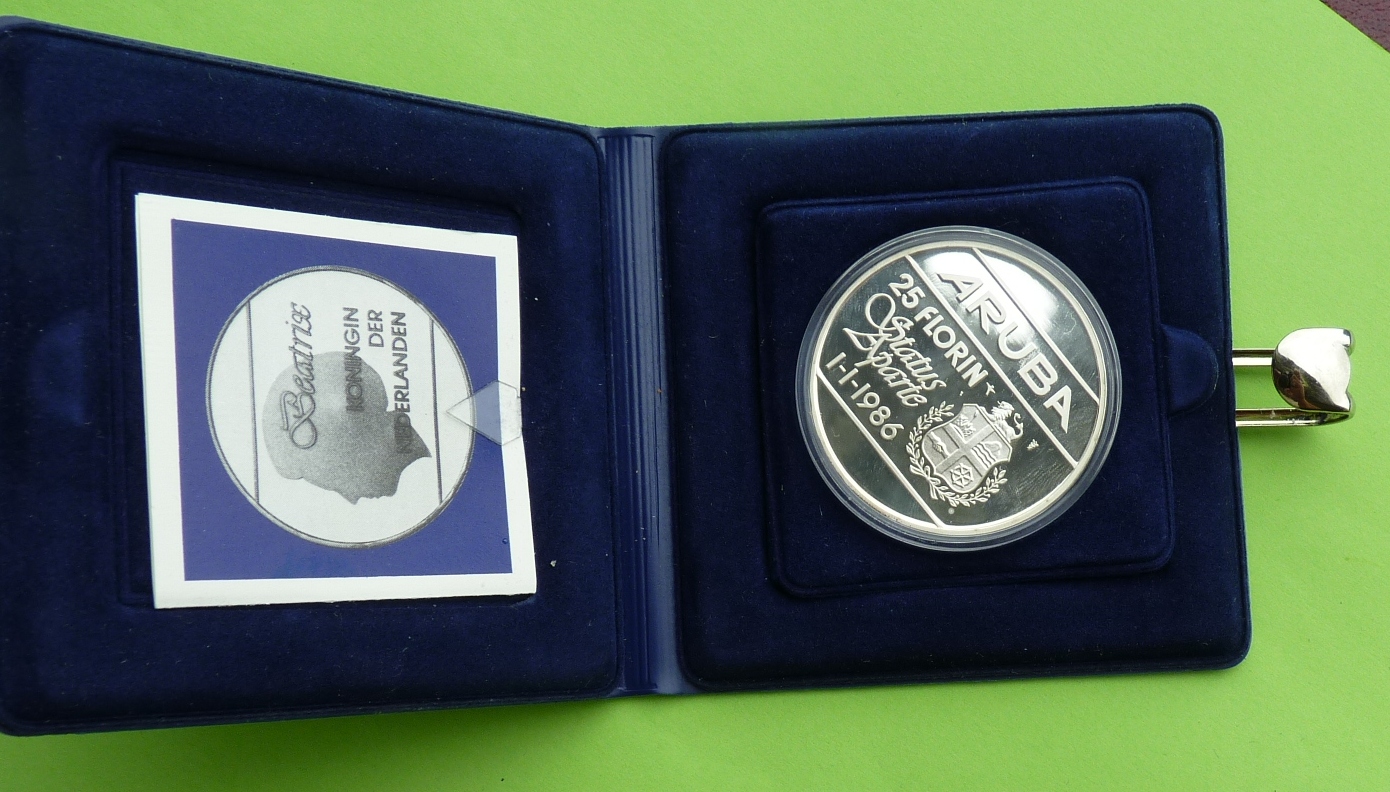 Beatrix
KONINGIN
DER
NEDERLANDEN
ARUBA
25 FLORIN
Status
Aparte
1-1-1986